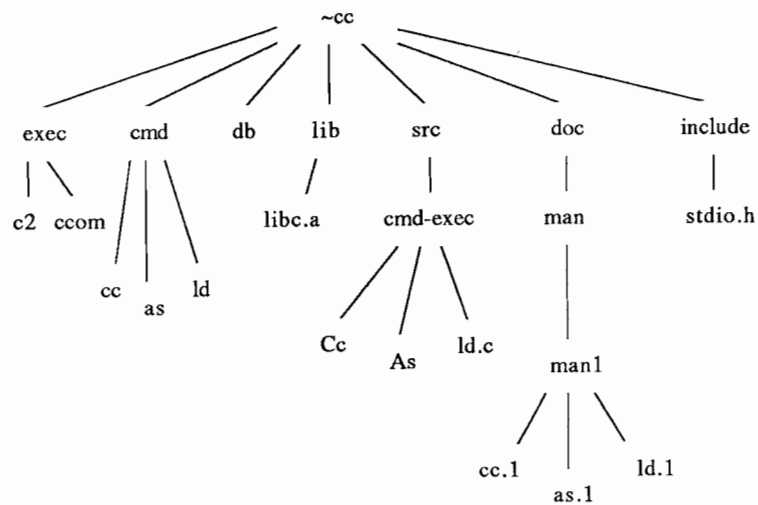 ~cc
exec cmd db lib src doc include
c2 ccom libc.a cmd-exec man stdio.h
cc as ld
Cc As ld.c
man1
cc.1 as.1 ld.1